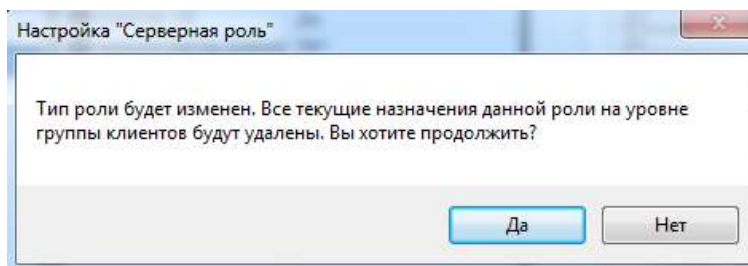 Настройка "Серверная роль"
Тип роли будет изменен. Все текущие назначения данной роли на уровне
группы клиентов будут удалены. Вы хотите продолжить?
Да
Нет